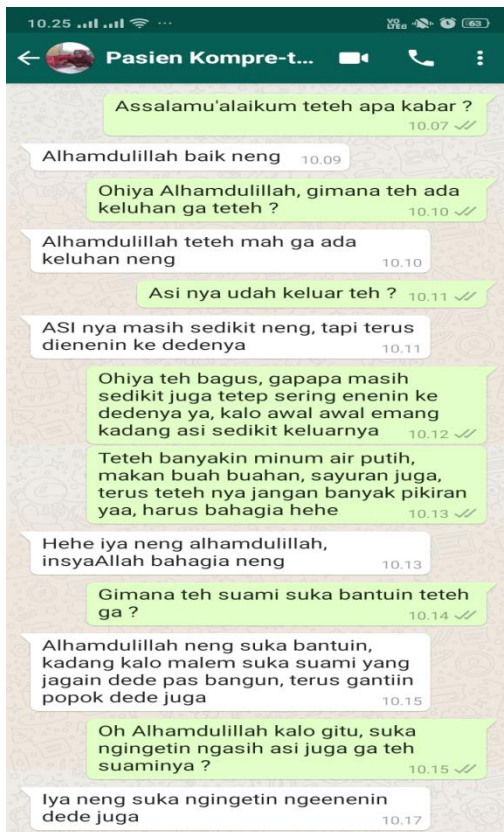 10.25
VO LTE2
63
Pasien Kompre-t...
Assalamu'alaikum teteh apa kabar ?
10.07
Alhamdulillah baik neng 10.09
Ohiya Alhamdulillah, gimana teh ada
keluhan ga teteh ? 10.10
Alhamdulillah teteh mah ga ada
keluhan neng 10.10
Asi nya udah keluar teh ? 10.11
ASI nya masih sedikit neng, tapi terus
dienenin ke dedenya 10.11
Ohiya teh bagus, gapapa masih
sedikit juga tetep sering enenin ke
dedenya ya, kalo awal awal emang
kadang asi sedikit keluarnya 10.12
Teteh banyakin minum air putih,
makan buah buahan, sayuran juga,
terus teteh nya jangan banyak pikiran
yaa, harus bahagia hehe 10.13
Hehe iya neng alhamdulillah,
insyaAllah bahagia neng 10.13
Gimana teh suami suka bantuin teteh
ga ? 10.14
Alhamdulillah neng suka bantuin,
kadang kalo malem suka suami yang
jagain dede pas bangun, terus gantiin
popok dede juga 10.15
Oh Alhamdulillah kalo gitu, suka
ngingetin ngasih asi juga ga teh
suaminya ? 10.15
Iya neng suka ngingetin ngeenenin
dede juga 10.17